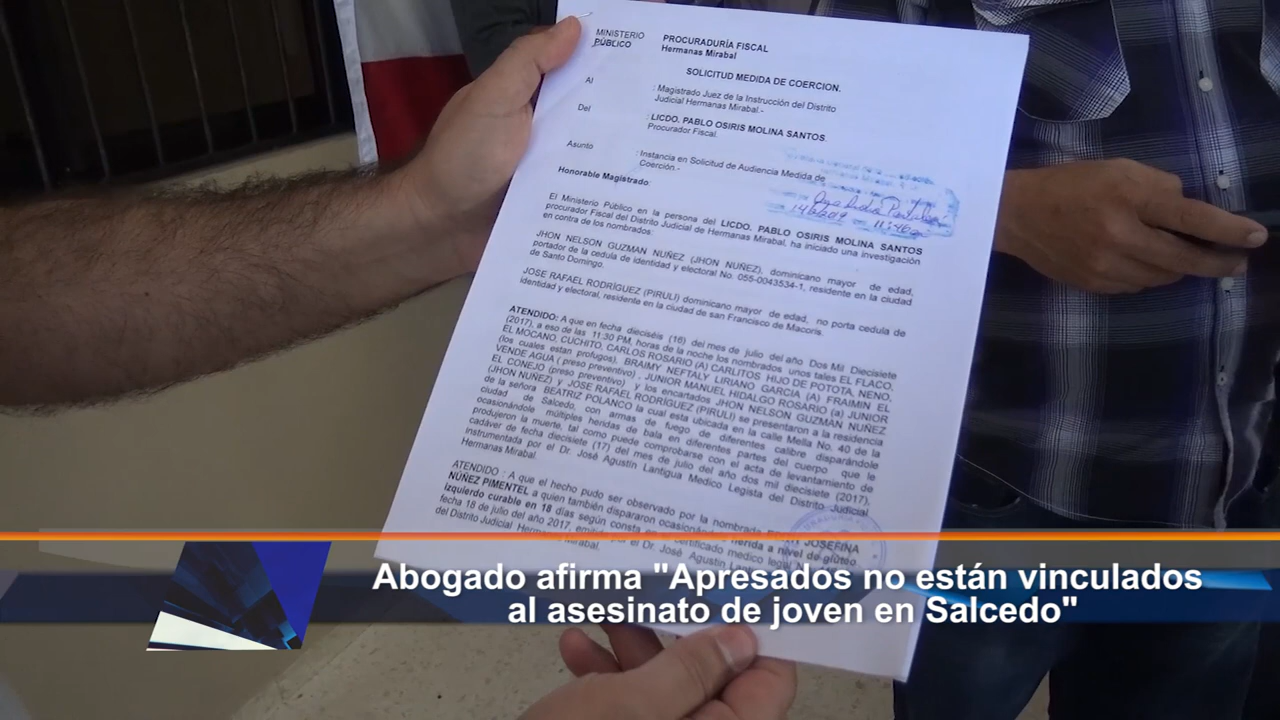 MINISTERIO
PÚBLICO
PROCURADURÍA FISCAL
Hermanas Mirabal
SOLICITUD MEDIDA DE COERCION.
Al : Magistrado Juez de la Instrucción del Distrito
Judicial Hermanas Mirabal.-
Del : LICDO. PABLO OSIRIS MOLINA SANTOS
Procurador Fiscal.
Asunto : Instancia en Solicitud de Audiencia Medida de
Coerción.-
Honorable Magistrado:
El Ministerio Público en la persona del LICDO. PABLO OSIRIS MOLINA SANTOS
procurador Fiscal del Distrito Judicial de Hermanas Mirabal, ha iniciado una investigación
en contra de los nombrados:
JHON NELSON GUZMAN NUÑEZ (JHON NUÑEZ), dominicano mayor de edad,
portador de la cedula de identidad y electoral No. 055-0043534-1, residente en la ciudad
de Santo Domingo.
JOSE RAFAEL RODRÍGUEZ (PIRULI) dominicano mayor de edad, no porta cedula de
identidad y electoral, residente en la ciudad de san Francisco de Macorís.
ATENDIDO: A que en fecha dieciséis (16) del mes de julio del año Dos Mil Diecisiete
(2017), a eso de las 11:30 PM, horas de la noche los nombrados unos tales EL FLACO,
EL MOCANO, CUCHITO, CARLOS ROSARIO (A) CARLITOS HIJO DE POTOTA, NENO,
(los cuales estan profugos), BRAIMY NEFTALY LIRIANO GARCIA (A) FRAIMIN EL
VENDE AGUA ( preso preventivo) , JUNIOR MANUEL HIDALGO ROSARIO (a) JUNIOR
EL CONEJO (preso preventivo) y los encartados JHON NELSON GUZMAN NUÑEZ
(JHON NUÑEZ) y JOSE RAFAEL RODRÍGUEZ (PIRULI) se presentaron a la residencia
de la señora BEATRIZ POLANCO la cual esta ubicada en la calle Mella No. 40 de la
ciudad de Salcedo, con armas de fuego de diferentes calibre disparándole
ocasionándole múltiples heridas de bala en diferentes partes del cuerpo que le
produjeron la muerte, tal como puede comprobarse con el acta de levantamiento de
cadáver de fecha diecisiete (17) del mes de julio del año dos mil diecisiete (2017),
instrumentada por el Dr. José Agustín Lantigua Medico Legista del Distrito Judicial
Hermanas Mirabal.
ATENDIDO : A que el hecho pudo ser observado por la nombrada JOSEFINA
NÚÑEZ PIMENTEL a quien también dispararon ocasionándole herida a nivel de glúteo
izquierdo curable en 18 días según consta en certificado medico legal
fecha 18 de julio del año 2017, por el Dr. José Agustín
del Distrito Judicial Mirabal.
Abogado afirma "Apresados no están vinculados
al asesinato de joven en Salcedo"